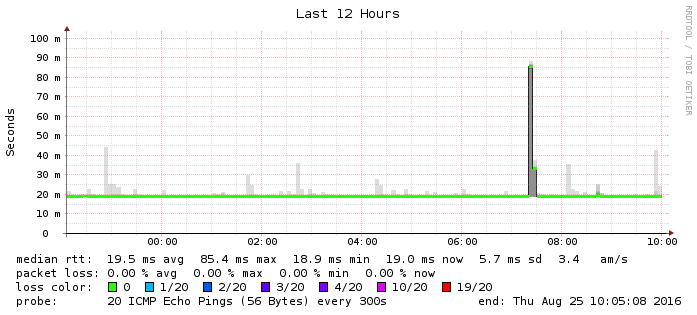 Last 12 Hours
RRDTOOL / TOBI OETIKER
Seconds
100 m
90 m
80 m
70 m
60 m
50 m
40 m
30 m
20 m
10 m
0
00:00 02:00 04:00 06:00 08:00 10:00
median rtt: 19.5 ms avg 85.4 ms max 18.9 ms min 19.0 ms now 5.7 ms sd 3.4 am/s
packet loss: 0.00 % avg 0.00 % max 0.00 % min 0.00 % now
loss color: 0 1/20 2/20 3/20 4/20 10/20 19/20
probe: 20 ICMP Echo Pings (56 Bytes) every 300s end: Thu Aug 25 10:05:08 2016